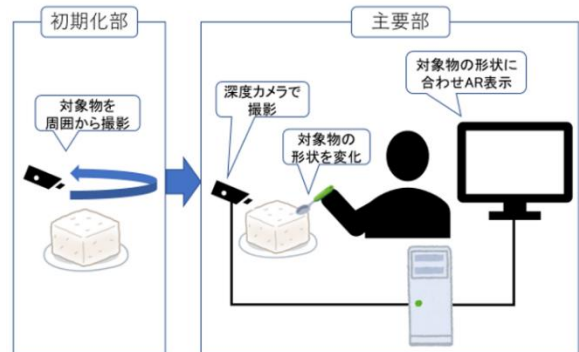 初期化部
主要部
対象物を
周囲から撮影
深度カメラで
撮影
対象物の
形状を変化
対象物の形状に
合わせAR表示